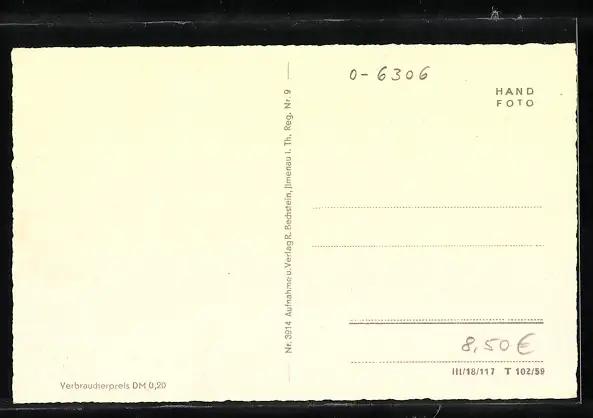 0-6306
HAND
FOTO
Nr. 3914 Aufnahme u. Verlag R. Bechstein, Ilmenau i. Th. Reg. Nr. 9
8,50 €
III/18/117 T 102/59
Verbraucherpreis DM 0,20